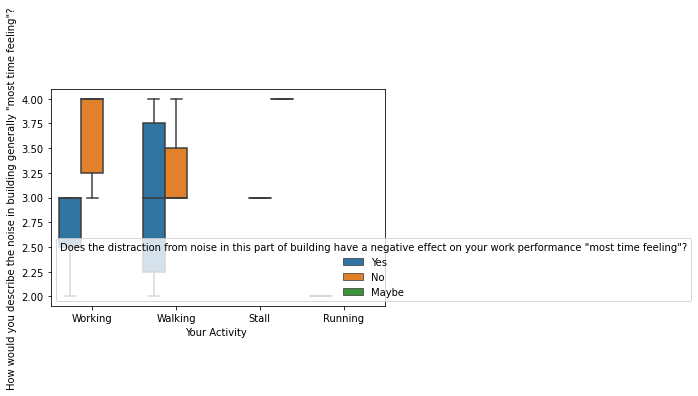 How would you describe the noise in building generally "most time feeling"?
4.00
3.75
3.50
3.25
3.00
2.75
2.50
2.25
2.00
Does the distraction from noise in this part of building have a negative effect on your work performance "most time feeling"?
Yes
No
Maybe
Working Walking Stall Running
Your Activity